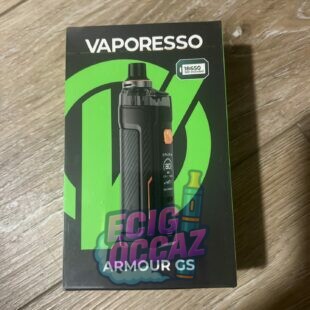 VAPORESSO
18650
ECIG
OCCAZ
ARMOUR GS